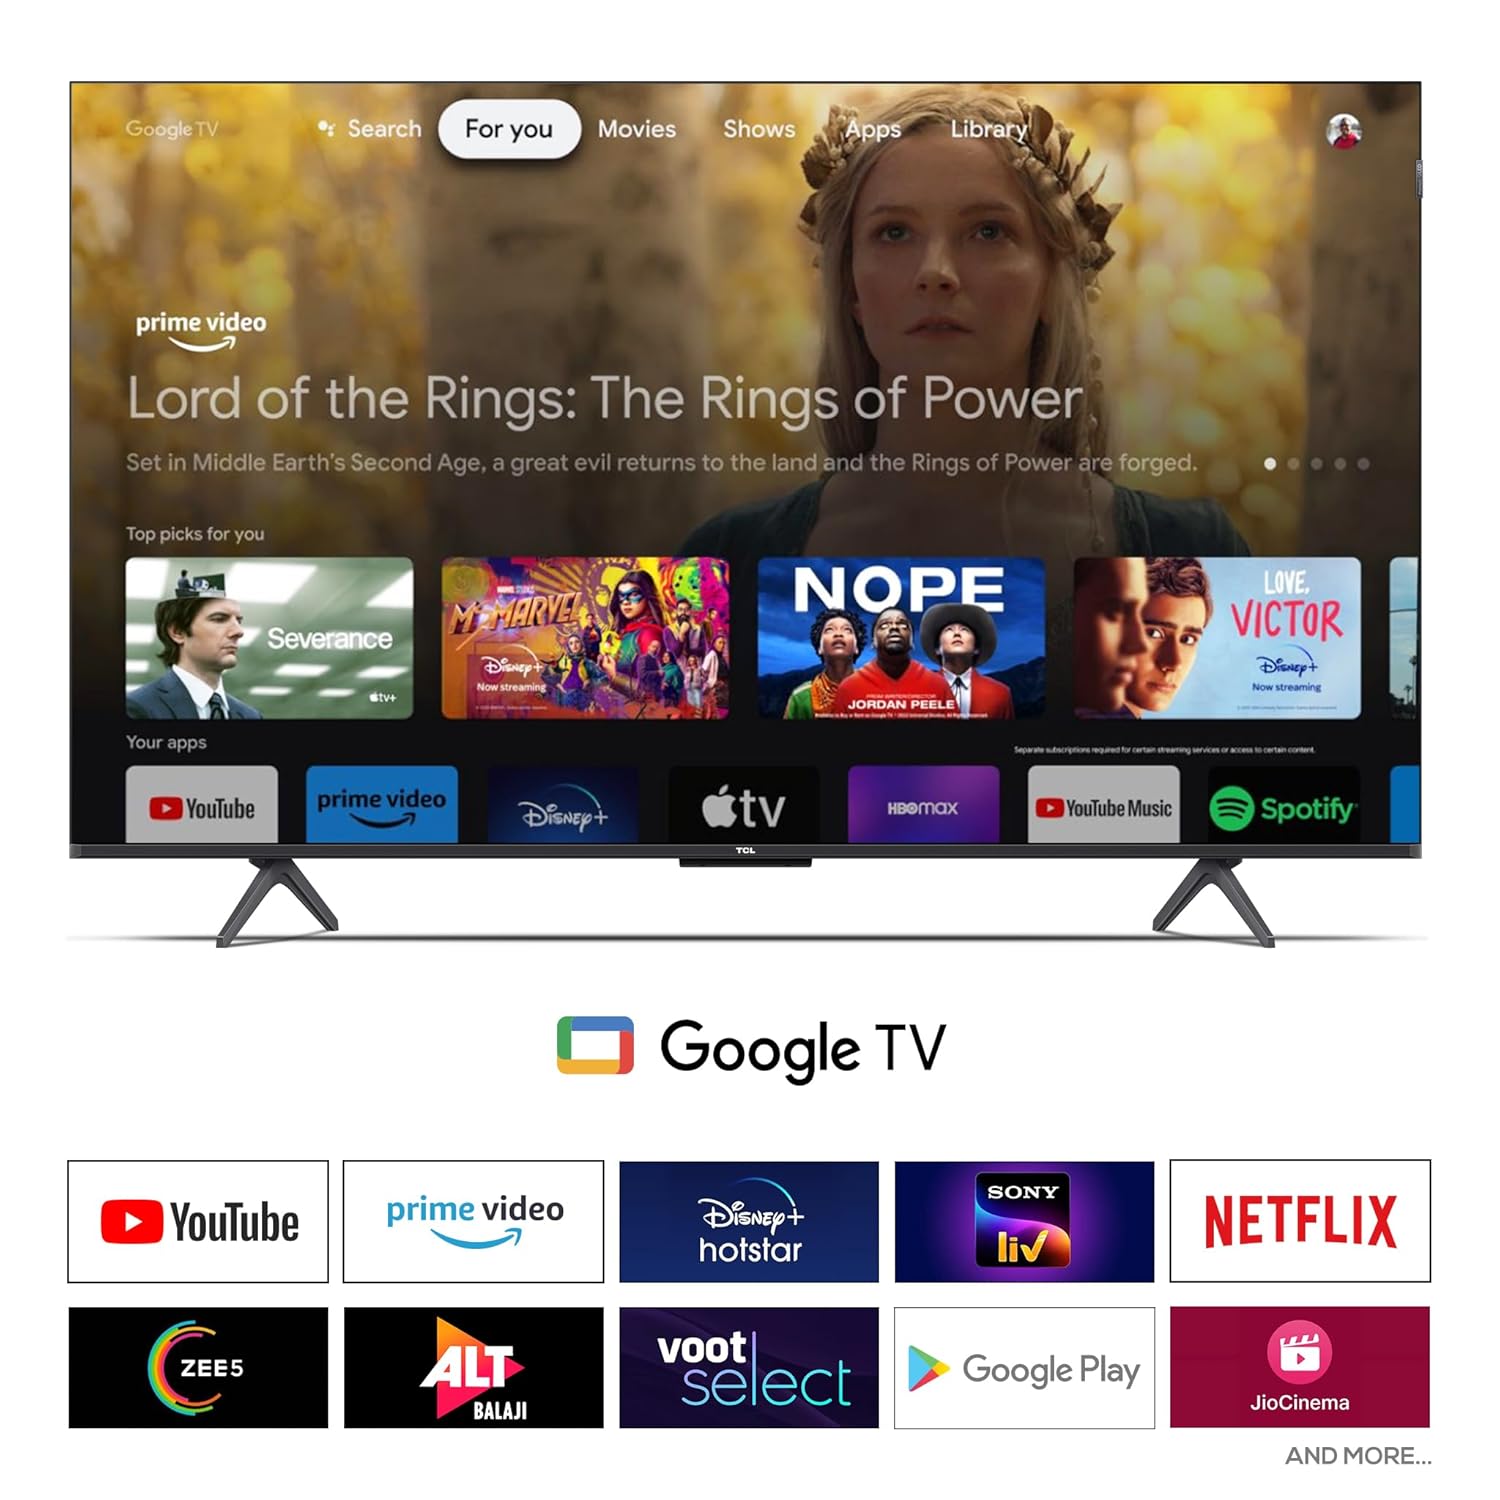 Google TV
Search
For you
Movies
Shows
Apps
Library
prime video
Lord of the Rings: The Rings of Power
Set in Middle Earth's Second Age, a great evil returns to the land and the Rings of Power are forged.
Top picks for you
Severance
tv+
MARVEL STUDIOS
MS. MARVEL
Disney+
Now streaming
NOPE
FROM WRITER/DIRECTOR
JORDAN PEELE
LOVE,
VICTOR
Disney+
Now streaming
Your apps
Separate subscriptions required for certain streaming services or access to certain content.
YouTube
prime video
Disney+
tv
HBOmax
YouTube Music
Spotify
TCL
Google TV
YouTube
prime video
Disney+
hotstar
SONY
liv
NETFLIX
ZEE5
ALT
BALAJI
voot
select
Google Play
JioCinema
AND MORE...